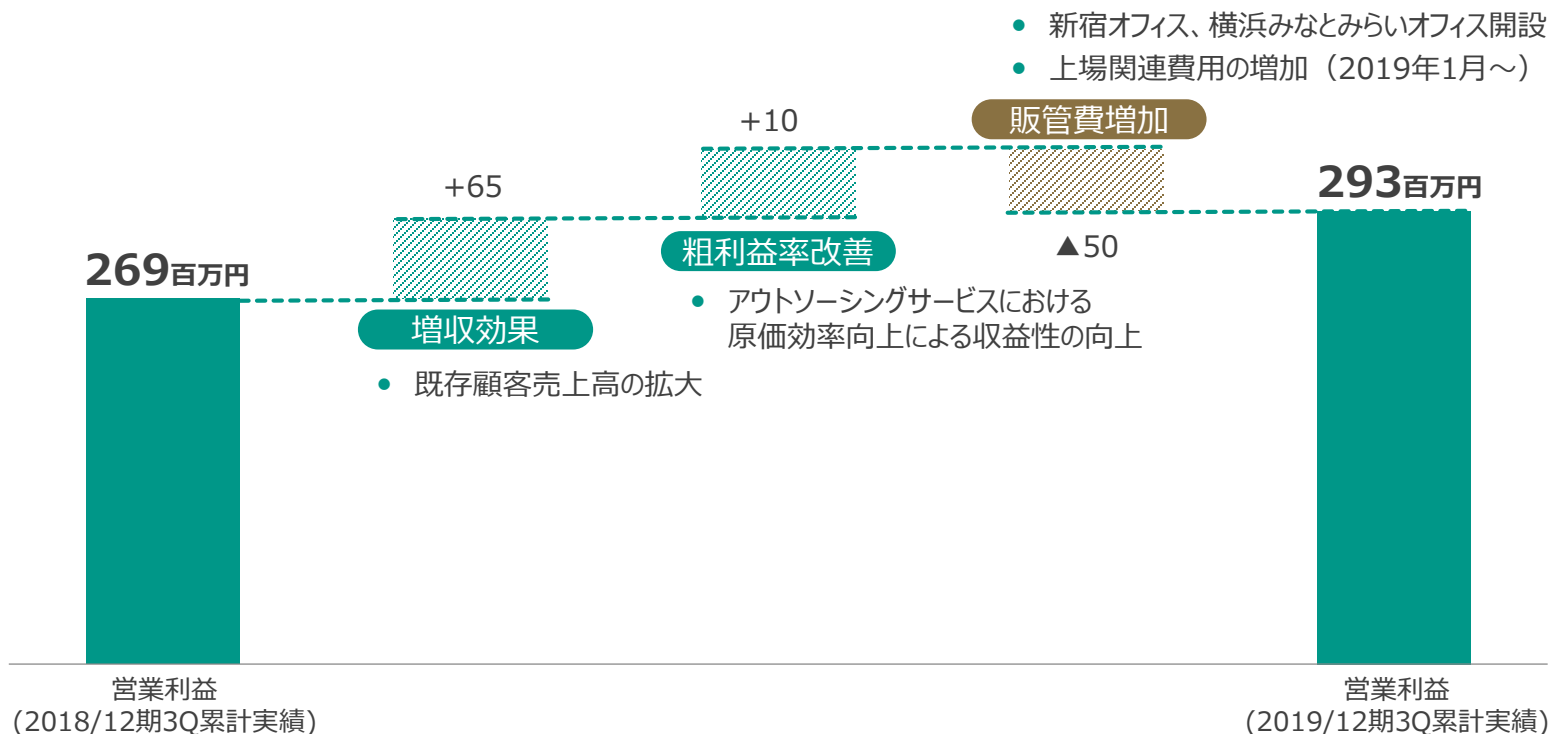 ● 新宿オフィス、横浜みなとみらいオフィス開設
● 上場関連費用の増加（2019年1月～）
販管費増加
+10
+65
293百万円
269百万円
粗利益率改善
▲50
● アウトソーシングサービスにおける
原価効率向上による収益性の向上
増収効果
● 既存顧客売上高の拡大
営業利益
(2018/12期3Q累計実績)
営業利益
(2019/12期3Q累計実績)